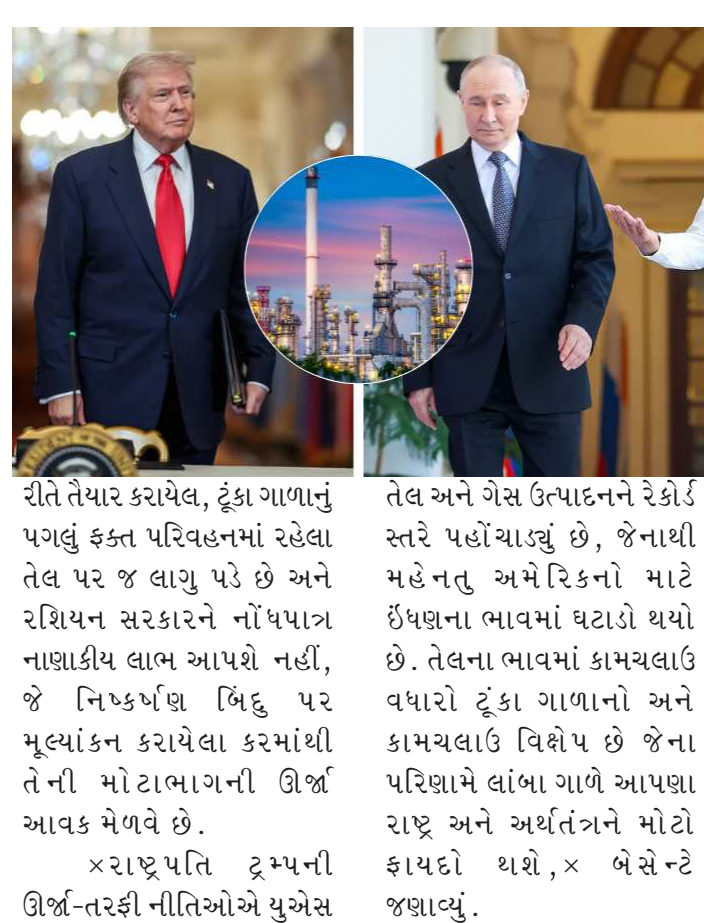 રીતે તૈયાર કરાયેલ, ટૂંકા ગાળાનું
પગલું ફક્ત પરિવહનમાં રહેલા
તેલ પર જ લાગુ પડે છે અને
રશિયન સરકારને નોંધપાત્ર
નાણાકીય લાભ આપશે નહીં,
જે નિષ્કર્ષણ બિંદુ પર
મૂલ્યાંકન કરાયેલા કરમાંથી
તેની મોટાભાગની ઊર્જા
આવક મેળવે છે.
×રાષ્ટ્રપતિ ટ્રમ્પની
ઊર્જા-તરફી નીતિઓએ યુએસ
તેલ અને ગેસ ઉત્પાદનને રેકોર્ડ
સ્તરે પહોંચાડ્યું છે, જેનાથી
મહેનતુ અમેરિકનો માટે
ઇંધણના ભાવમાં ઘટાડો થયો
છે. તેલના ભાવમાં કામચલાઉ
વધારો ટૂંકા ગાળાનો અને
કામચલાઉ વિક્ષેપ છે જેના
પરિણામે લાંબા ગાળે આપણા
રાષ્ટ્ર અને અર્થતંત્રને મોટો
ફાયદો થશે,× બેસેન્ટે
જણાવ્યું.